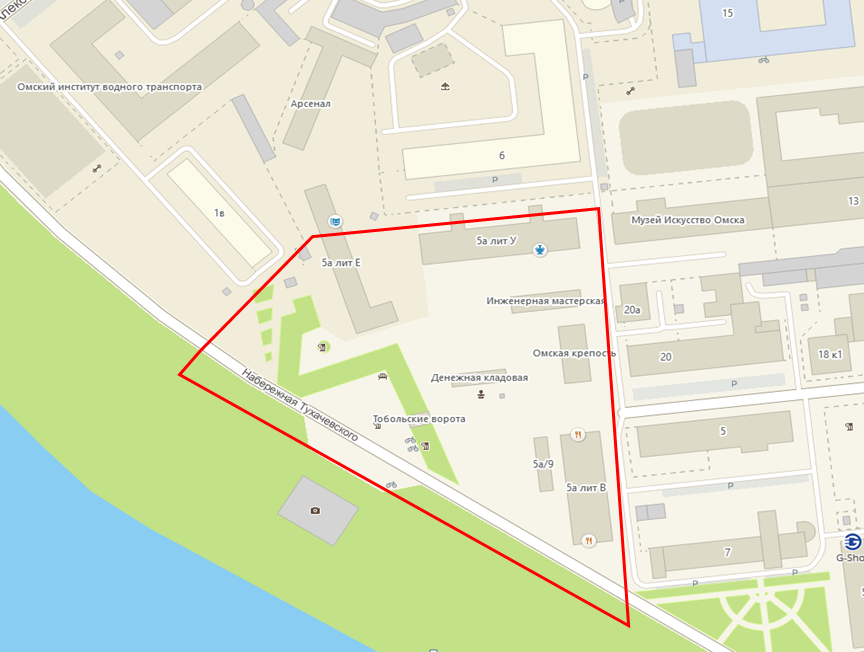 15
Омский институт водного транспорта
Арсенал
6
P
P
1в
13
Музей Искусство Омска
5а лит У
5а лит Е
Инженерная мастерская
20а
Омская крепость
20
18 к1
Денежная кладовая
P
Набережная Тухачевского
Тобольские ворота
5
5а/9
5а лит В
P
7
G-Sho
P
P